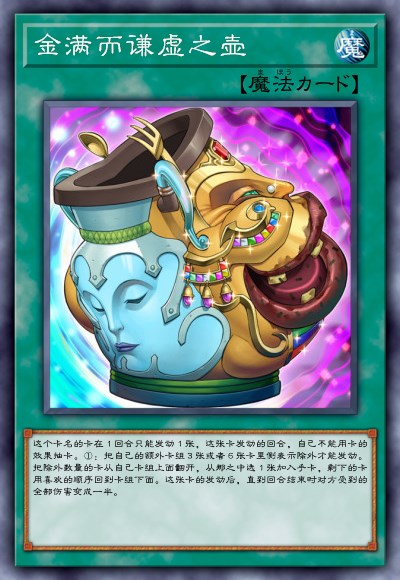 金满而谦虚之壶
魔
【魔法カード】
ま ほう
这个卡名的卡在1回合只能发动1张，这张卡发动的回合，自己不能用卡的
效果抽卡。①：把自己的额外卡组3张或者6张卡里侧表示除外才能发动。
把除外数量的卡从自己卡组上面翻开，从那之中选1张加入手卡，剩下的卡
用喜欢的顺序回到卡组下面。这张卡的发动后，直到回合结束时对方受到的
全部伤害变成一半。